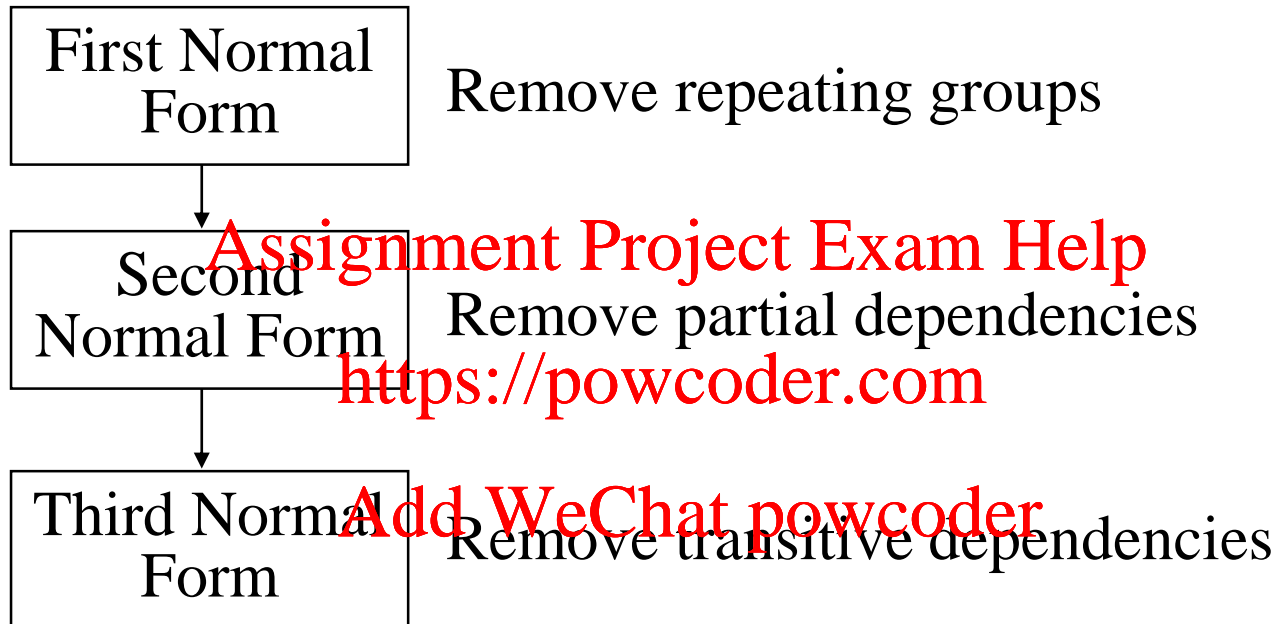 First Normal
Form
Remove repeating groups
Assignment Project Exam Help
Second
Normal Form
Remove partial dependencies
https://powcoder.com
Third Normal
Form
Add WeChat powcoder
Remove transitive dependencies